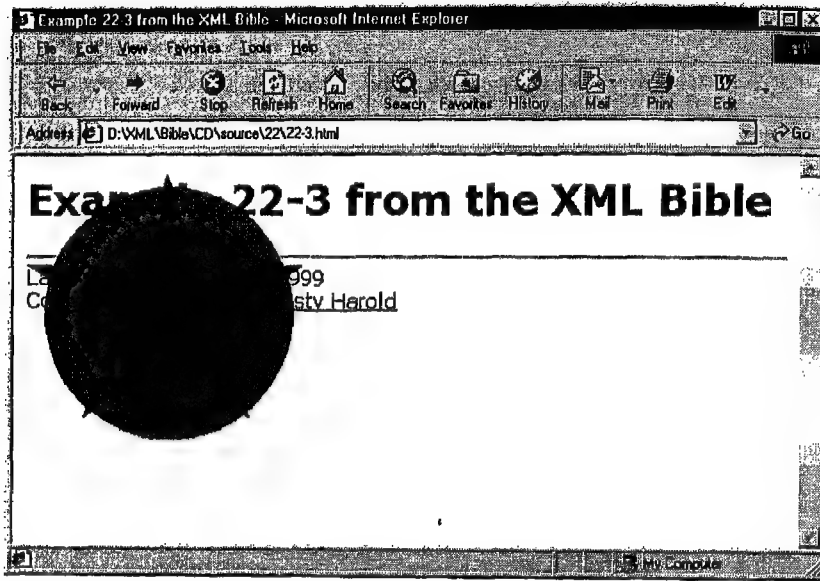 Example 22-3 from the XML Bible - Microsoft Internet Explorer
File Edit View Favorites Tools Help
Back Forward Stop Refresh Home Search Favorites History Mail Print Edit
Address D:\XML\Bible\CD\source\22\22-3.html Go
22-3 from the XML Bible
999
sty Harold
My Computer